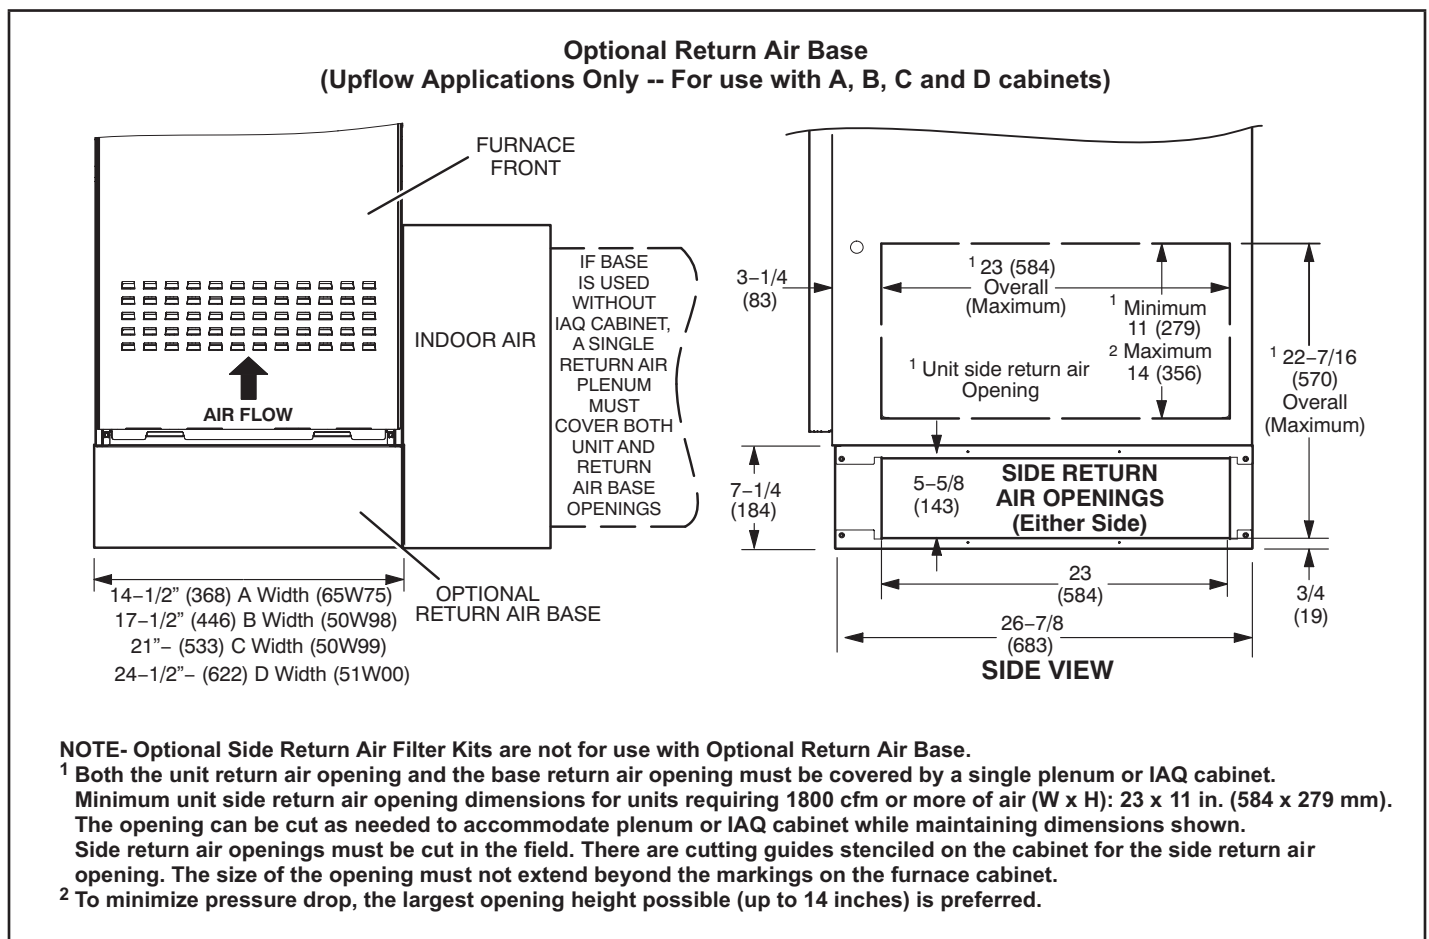 Optional Return Air Base
(Upflow Applications Only -- For use with A, B, C and D cabinets)
FURNACE
FRONT
INDOOR AIR
IF BASE
IS USED
WITHOUT
IAQ CABINET,
A SINGLE
RETURN AIR
PLENUM
MUST
COVER BOTH
UNIT AND
RETURN
AIR BASE
OPENINGS
AIR FLOW
OPTIONAL
RETURN AIR BASE
14–1/2” (368) A Width (65W75)
17–1/2” (446) B Width (50W98)
21”– (533) C Width (50W99)
24–1/2”– (622) D Width (51W00)
3–1/4
(83)
1 23 (584)
Overall
(Maximum)
1 Minimum
11 (279)
2 Maximum
14 (356)
1 Unit side return air
Opening
1 22–7/16
(570)
Overall
(Maximum)
7–1/4
(184)
5–5/8
(143)
SIDE RETURN
AIR OPENINGS
(Either Side)
23
(584)
3/4
(19)
26–7/8
(683)
SIDE VIEW
NOTE- Optional Side Return Air Filter Kits are not for use with Optional Return Air Base.
1 Both the unit return air opening and the base return air opening must be covered by a single plenum or IAQ cabinet.
Minimum unit side return air opening dimensions for units requiring 1800 cfm or more of air (W x H): 23 x 11 in. (584 x 279 mm).
The opening can be cut as needed to accommodate plenum or IAQ cabinet while maintaining dimensions shown.
Side return air openings must be cut in the field. There are cutting guides stenciled on the cabinet for the side return air
opening. The size of the opening must not extend beyond the markings on the furnace cabinet.
2 To minimize pressure drop, the largest opening height possible (up to 14 inches) is preferred.